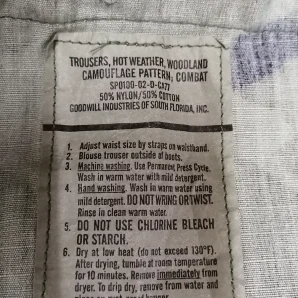 TROUSERS, HOT WEATHER, WOODLAND
CAMOUFLAGE PATTERN, COMBAT
SPO100-02-D-CA77
50% NYLON/50% COTTON
GOODWILL INDUSTRIES OF SOUTH FLORIDA, INC.
1. Adjust waist size by straps on waistband.
2. Blouse trouser outside of boots.
3. Machine washing. Use Permanent Press Cycle.
Wash in warm water with mild detergent.
4. Hand washing. Wash in warm water using
mild detergent. DO NOT WRING OR TWIST.
Rinse in clean warm water.
5. DO NOT USE CHLORINE BLEACH
OR STARCH.
6. Dry at low heat (do not exceed 130°F).
After drying, tumble at room temperature
for 10 minutes. Remove immediately from
dryer. To drip dry, remove from water and